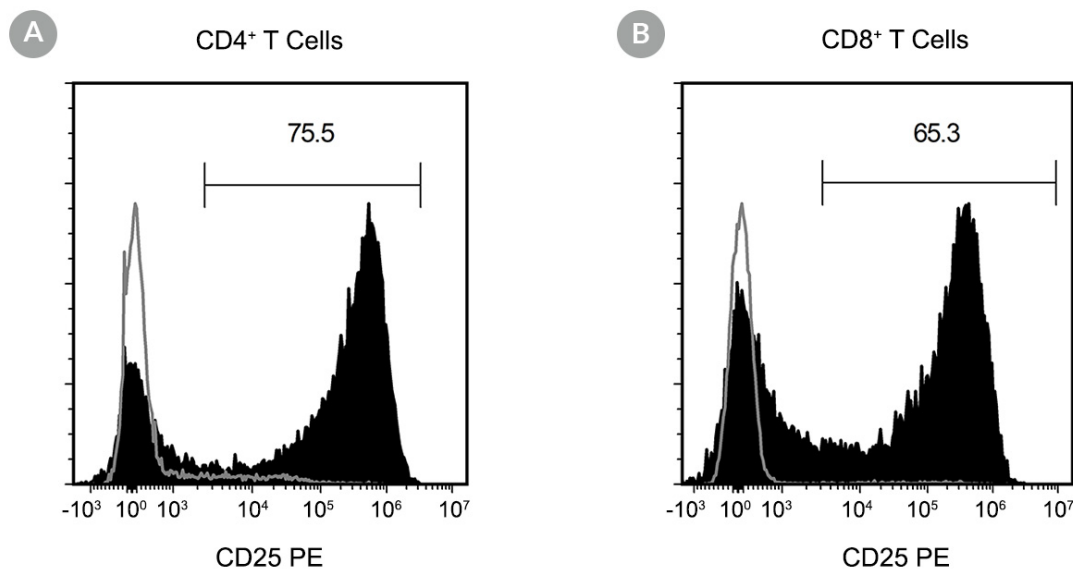 A
CD4⁺ T Cells
75.5
-10³ 10⁰ 10³ 10⁴ 10⁵ 10⁶ 10⁷
CD25 PE
B
CD8⁺ T Cells
65.3
-10³ 10⁰ 10³ 10⁴ 10⁵ 10⁶ 10⁷
CD25 PE